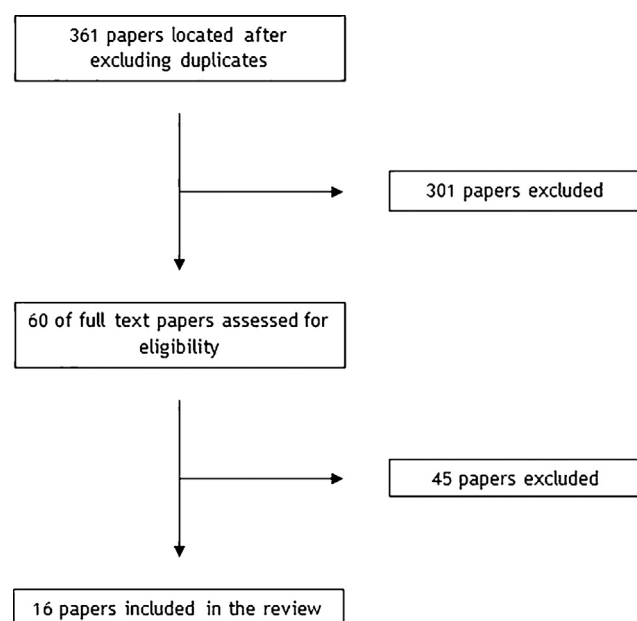 361 papers located after
excluding duplicates
301 papers excluded
60 of full text papers assessed for
eligibility
45 papers excluded
16 papers included in the review